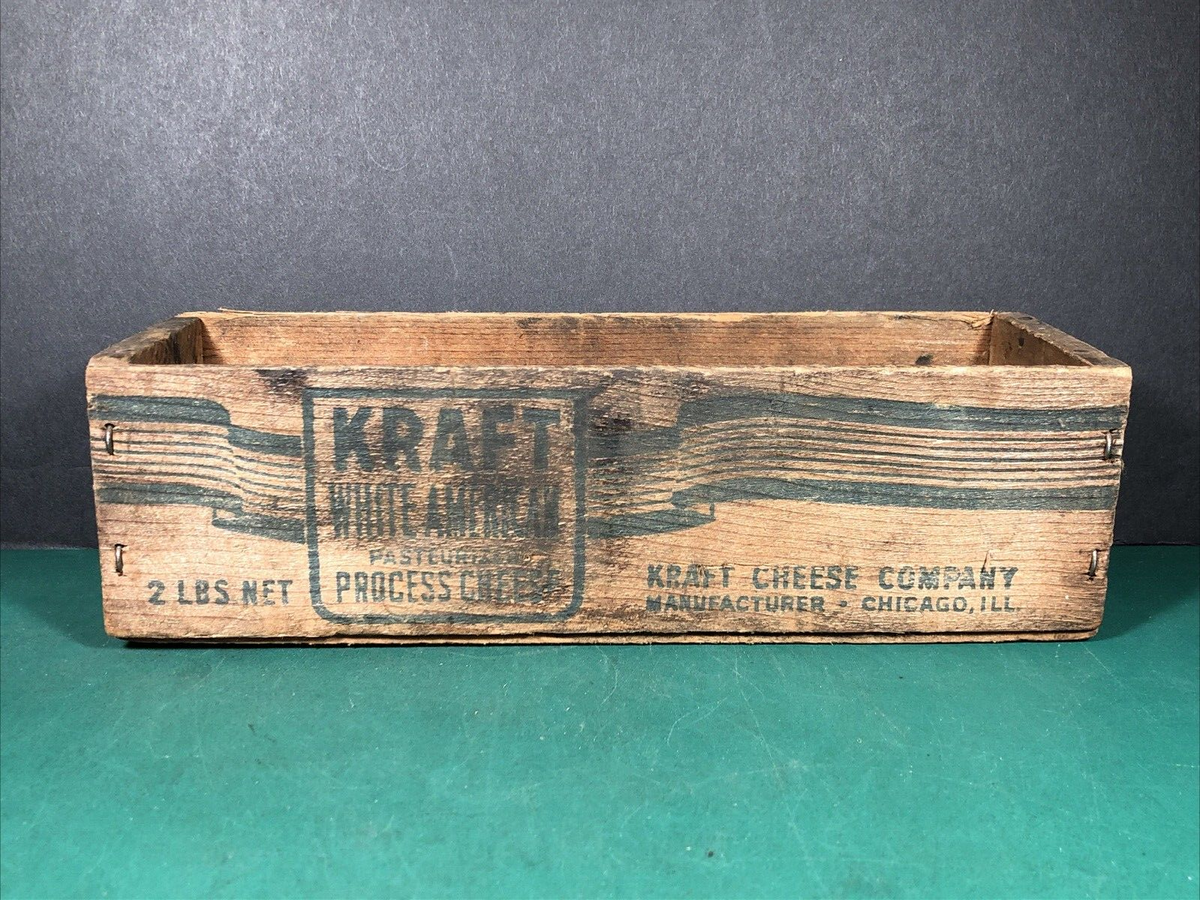 KRAFT
WHITE AMERICAN
PASTEURIZED
PROCESS CHEESE
2 LBS. NET
KRAFT CHEESE COMPANY
MANUFACTURER - CHICAGO, ILL.